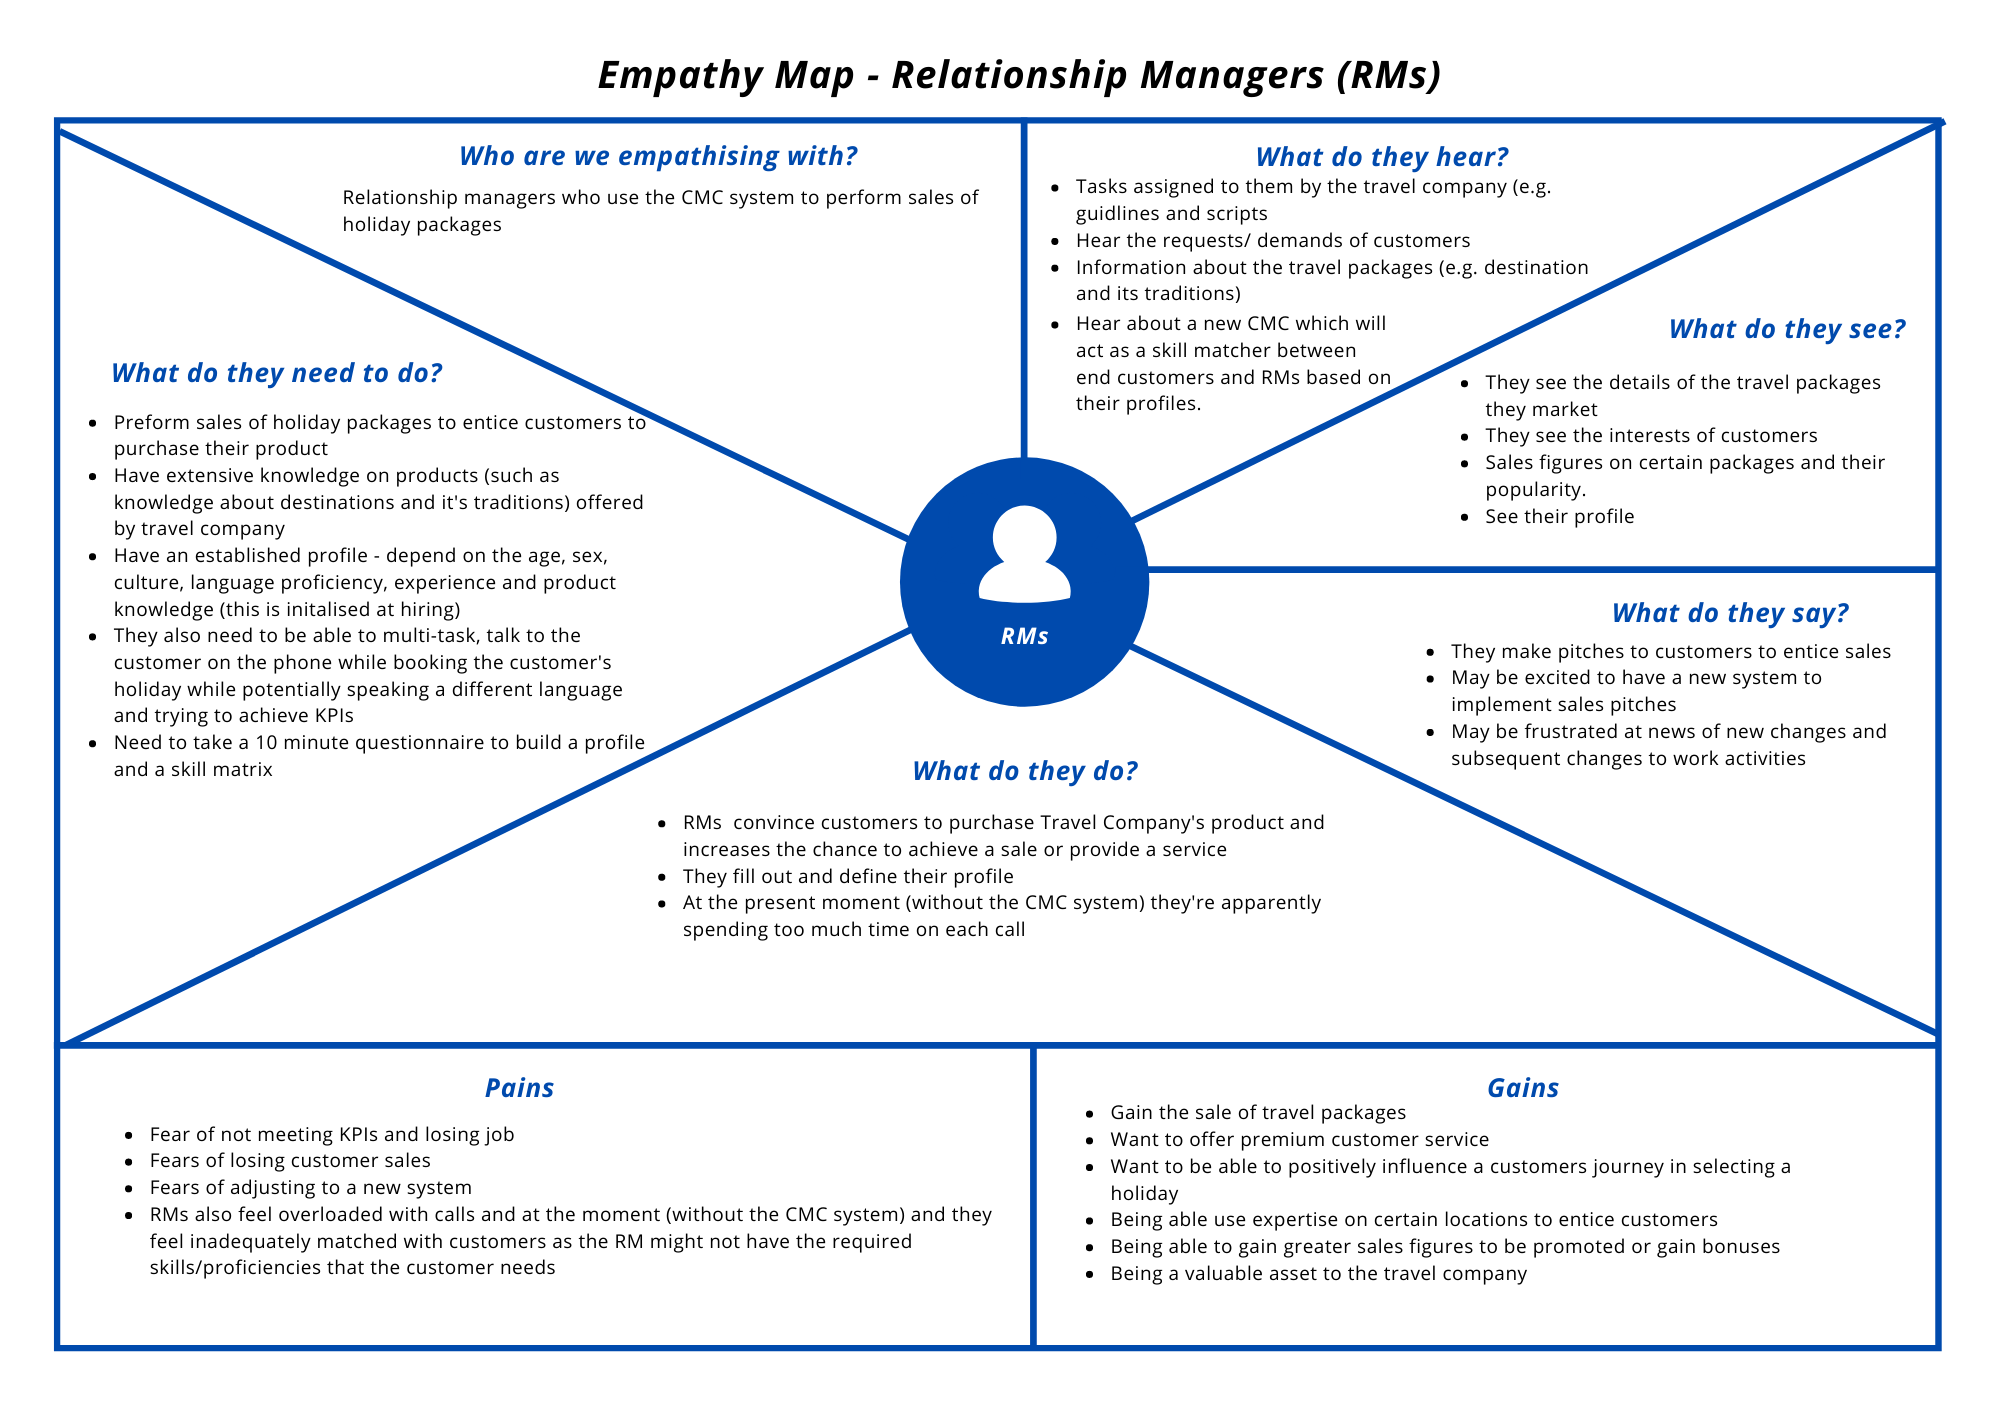 Empathy Map - Relationship Managers (RMs)
Who are we empathising with?
Relationship managers who use the CMC system to perform sales of
holiday packages
What do they hear?
Tasks assigned to them by the travel company (e.g.
guidlines and scripts
Hear the requests/ demands of customers
Information about the travel packages (e.g. destination
and its traditions)
Hear about a new CMC which will
act as a skill matcher between
end customers and RMs based on
their profiles.
What do they see?
They see the details of the travel packages
they market
They see the interests of customers
Sales figures on certain packages and their
popularity.
See their profile
What do they need to do?
Preform sales of holiday packages to entice customers to
purchase their product
Have extensive knowledge on products (such as
knowledge about destinations and it's traditions) offered
by travel company
Have an established profile - depend on the age, sex,
culture, language proficiency, experience and product
knowledge (this is initalised at hiring)
They also need to be able to multi-task, talk to the
customer on the phone while booking the customer's
holiday while potentially speaking a different language
and trying to achieve KPIs
Need to take a 10 minute questionnaire to build a profile
and a skill matrix
RMs
What do they say?
They make pitches to customers to entice sales
May be excited to have a new system to
implement sales pitches
May be frustrated at news of new changes and
subsequent changes to work activities
What do they do?
RMs  convince customers to purchase Travel Company's product and
increases the chance to achieve a sale or provide a service
They fill out and define their profile
At the present moment (without the CMC system) they're apparently
spending too much time on each call
Pains
Fear of not meeting KPIs and losing job
Fears of losing customer sales
Fears of adjusting to a new system
RMs also feel overloaded with calls and at the moment (without the CMC system) and they
feel inadequately matched with customers as the RM might not have the required
skills/proficiencies that the customer needs
Gains
Gain the sale of travel packages
Want to offer premium customer service
Want to be able to positively influence a customers journey in selecting a
holiday
Being able use expertise on certain locations to entice customers
Being able to gain greater sales figures to be promoted or gain bonuses
Being a valuable asset to the travel company